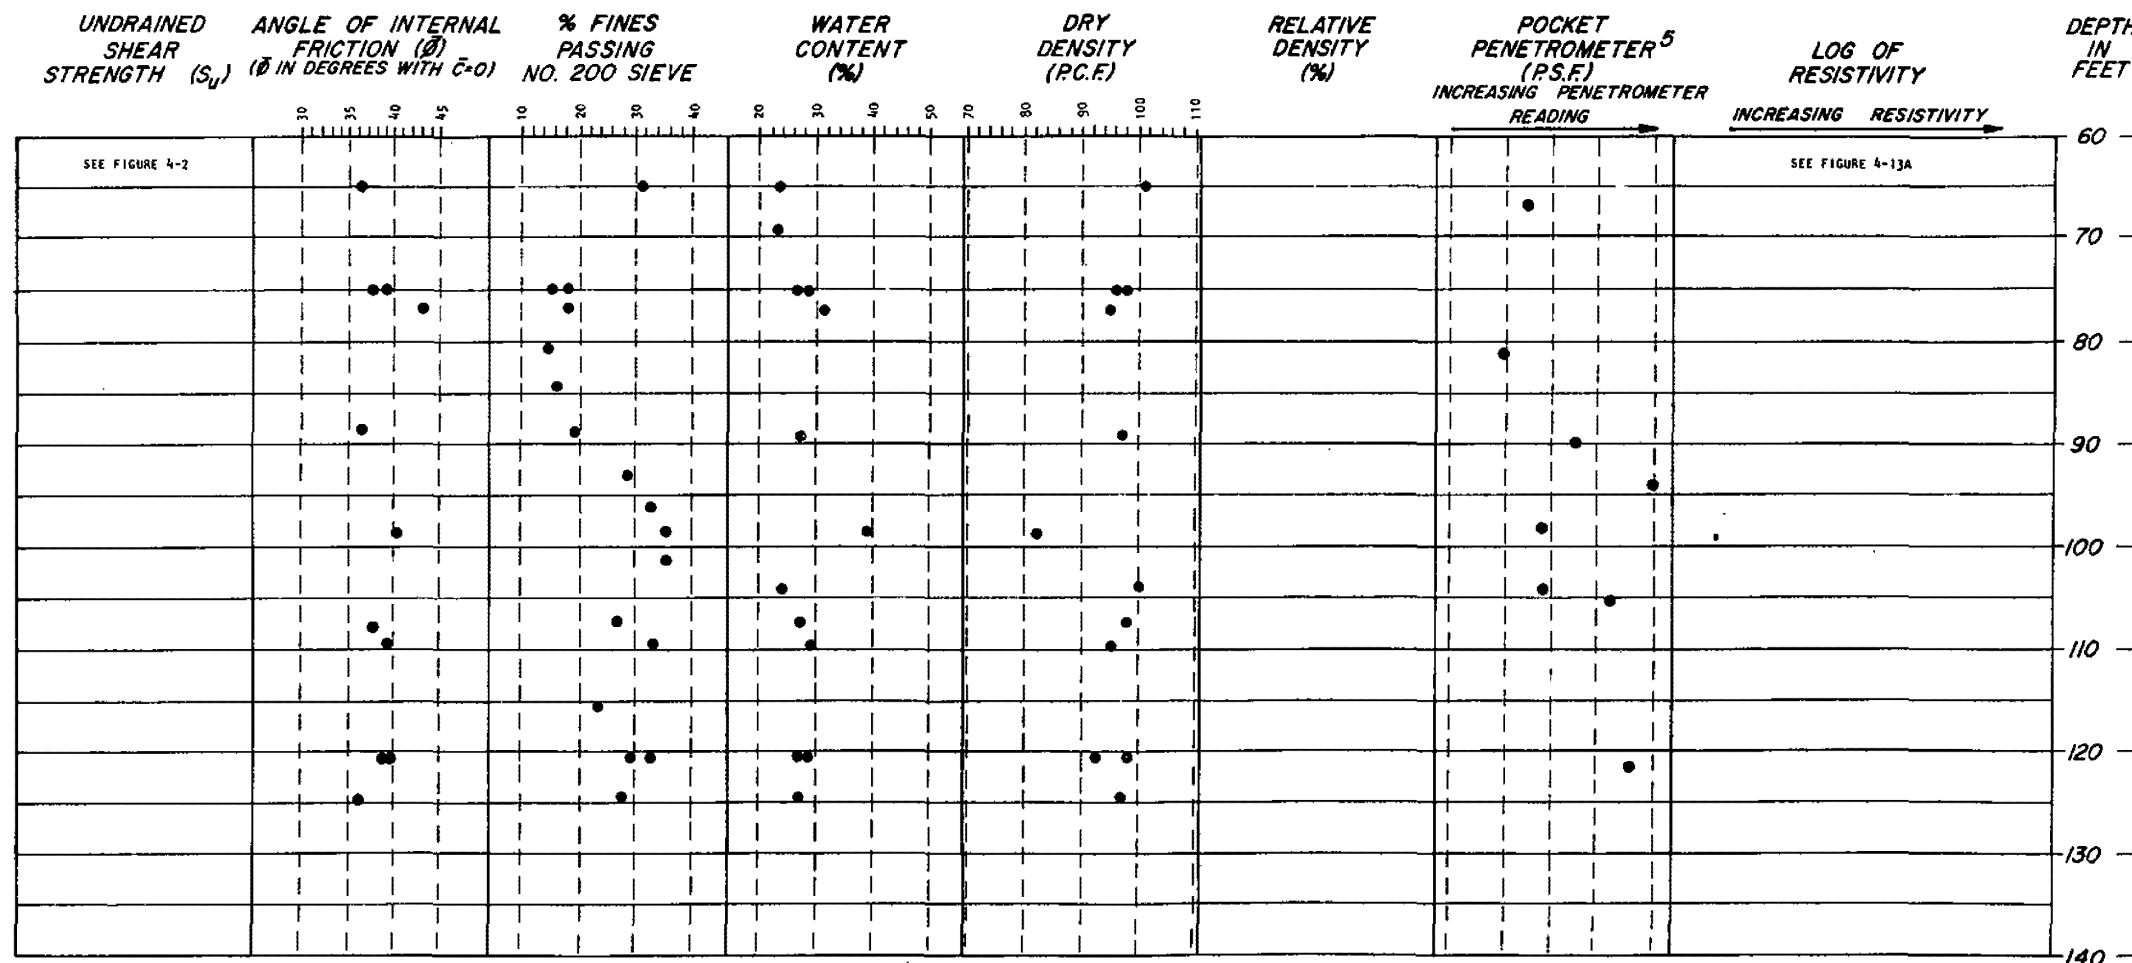 UNDRAINED
SHEAR
STRENGTH (Su)
ANGLE OF INTERNAL
FRICTION (Φ̄)
(Φ̄ IN DEGREES WITH C̄=0)
% FINES
PASSING
NO. 200 SIEVE
WATER
CONTENT
(%)
DRY
DENSITY
(P.C.F.)
RELATIVE
DENSITY
(%)
POCKET
PENETROMETER 5
(P.S.F.)
INCREASING PENETROMETER
READING
LOG OF
RESISTIVITY
INCREASING RESISTIVITY
DEPTH
IN
FEET
30 35 40 45
10 20 30 40
20 30 40 50
70 80 90 100 110
SEE FIGURE 4-2
SEE FIGURE 4-13A
60
70
80
90
100
110
120
130
140